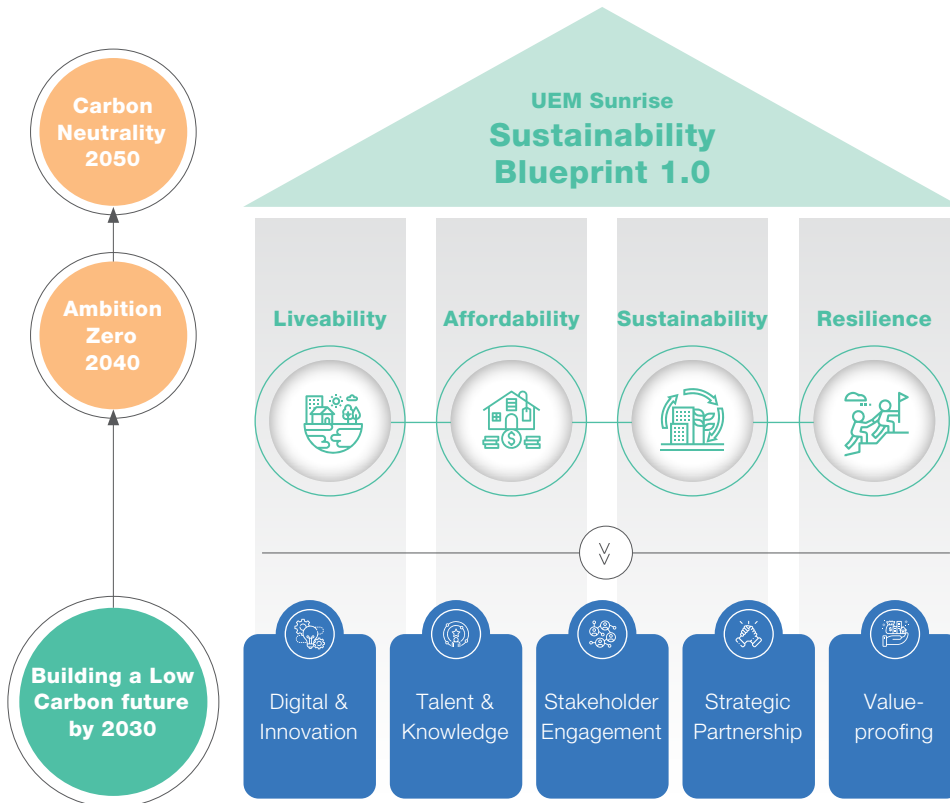 Carbon
Neutrality
2050
Ambition
Zero
2040
Building a Low
Carbon future
by 2030
UEM Sunrise
Sustainability
Blueprint 1.0
Liveability
Affordability
Sustainability
Resilience
Digital &
Innovation
Talent &
Knowledge
Stakeholder
Engagement
Strategic
Partnership
Value-
proofing